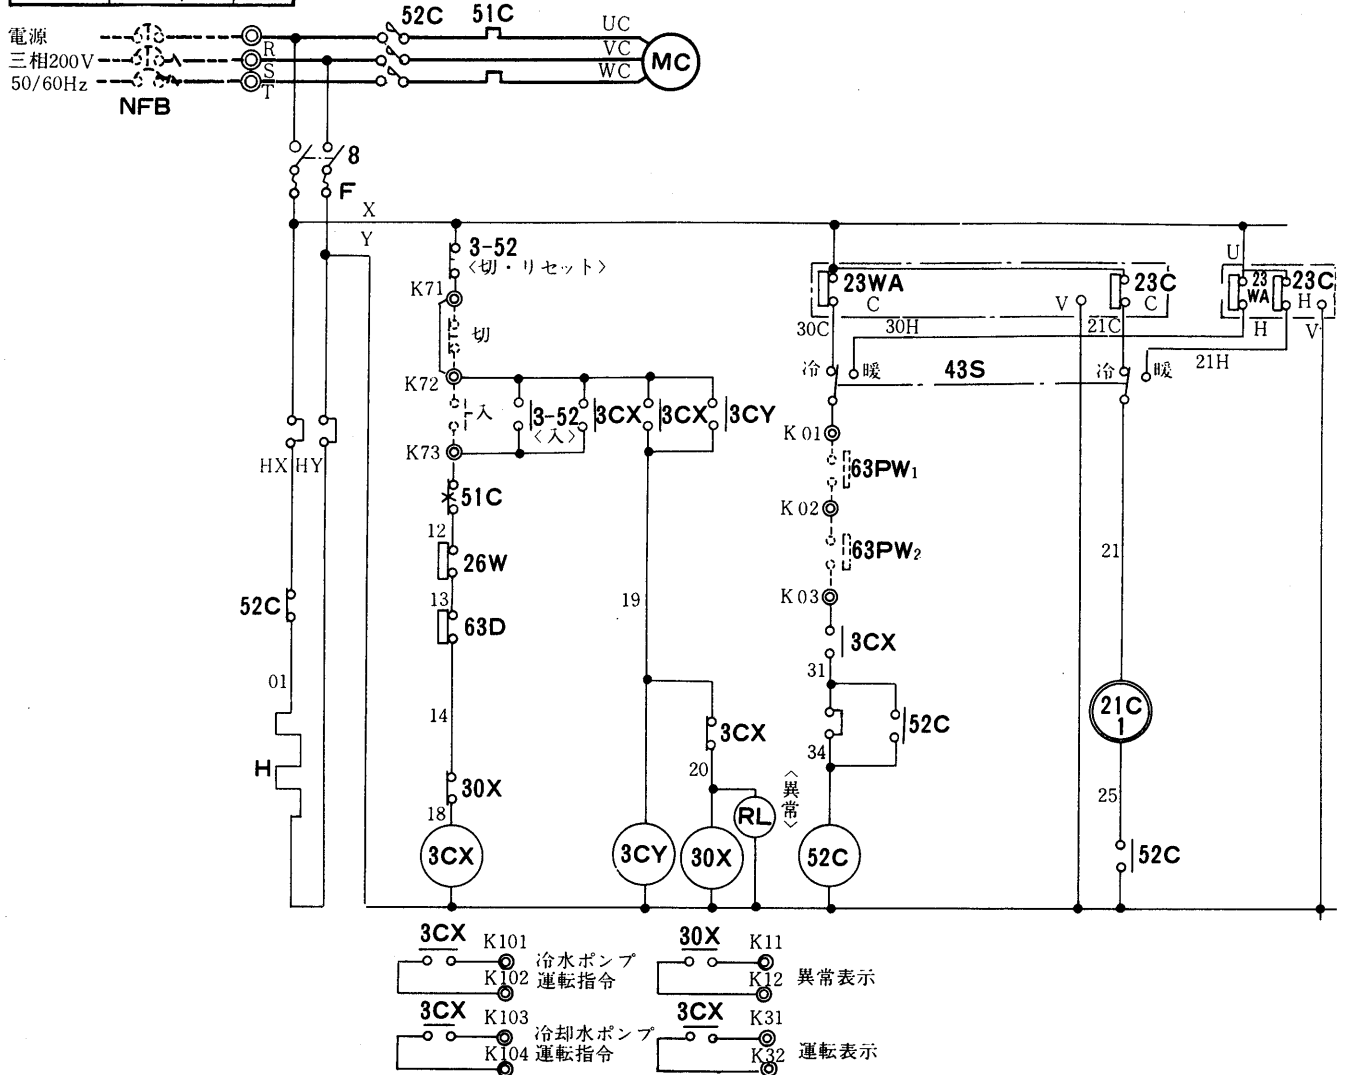 52C 51C
電源
三相200V
50/60Hz
NFB
R
S
T
UC
VC
WC
MC
8
F
X
Y
3-52
〈切・リセット〉
K71
切
K72
入
3-52
〈入〉
3CX
3CX
3CY
K73
51C
12
26W
13
63D
14
30X
18
3CX
HX HY
52C
01
H
19
3CX
20
3CY
30X
RL
〈異常〉
23WA
C
V
23C
C
U
23
WA
23C
H
H
V
30C
30H
21C
21H
冷
暖
43S
冷
暖
K01
63PW1
K02
63PW2
K03
3CX
31
52C
34
52C
21
21C
1
25
52C
3CX
K101
K102
冷水ポンプ
運転指令
30X
K11
K12
異常表示
3CX
K103
K104
冷却水ポンプ
運転指令
3CX
K31
K32
運転表示